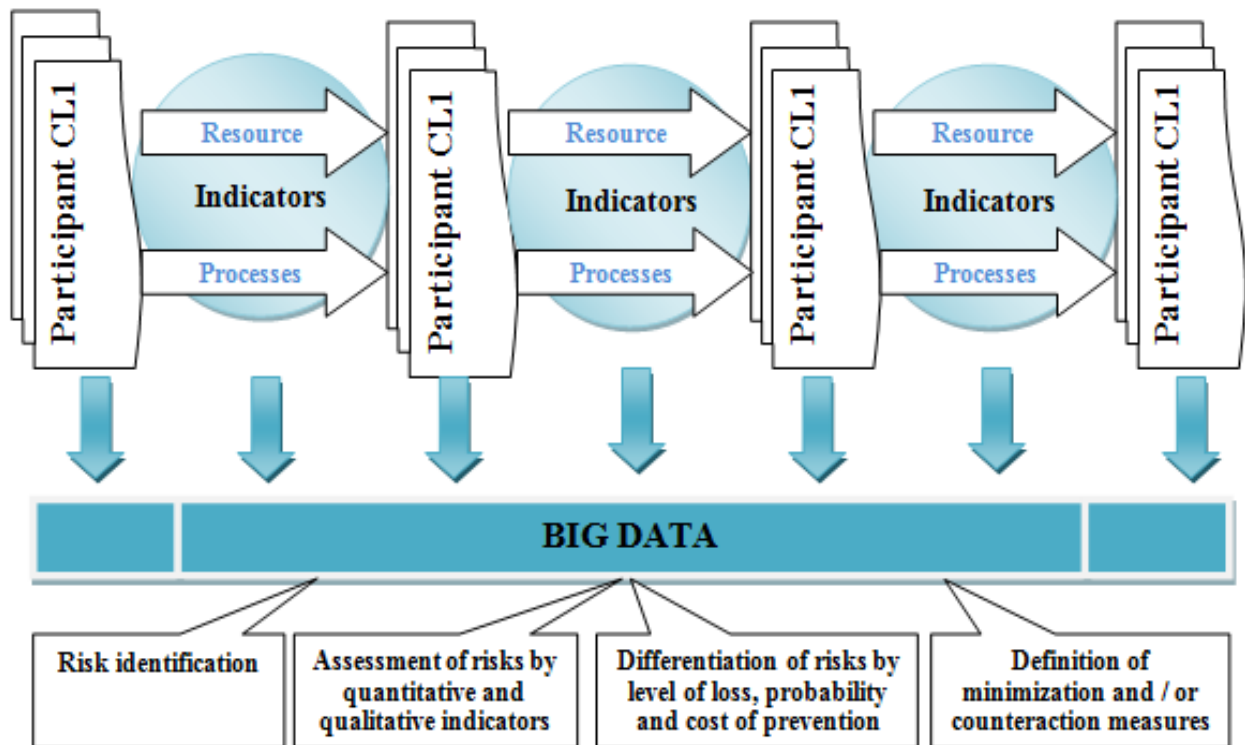 Participant CL1
Resource
Indicators
Processes
Participant CL1
Resource
Indicators
Processes
Participant CL1
Resource
Indicators
Processes
Participant CL1
BIG DATA
Risk identification
Assessment of risks by
quantitative and
qualitative indicators
Differentiation of risks by
level of loss, probability
and cost of prevention
Definition of
minimization and / or
counteraction measures